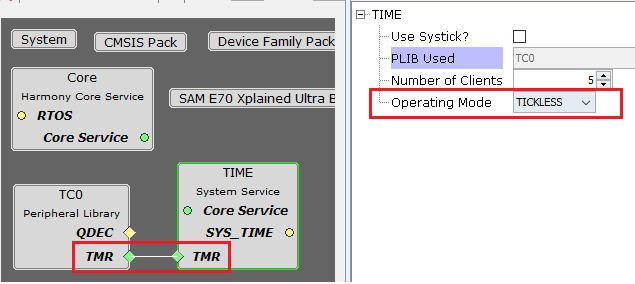 System
CMSIS Pack
Device Family Pack
Core
Harmony Core Service
RTOS
Core Service
SAM E70 Xplained Ultra B
TIME
System Service
Core Service
SYS_TIME
TMR
TC0
Peripheral Library
QDEC
TMR
TIME
Use Systick?
PLIB Used
TC0
Number of Clients
5
Operating Mode
TICKLESS